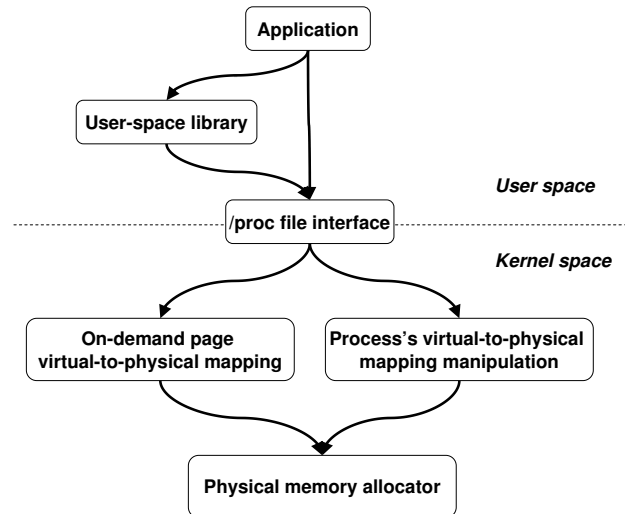 Application
User-space library
User space
/proc file interface
Kernel space
On-demand page
virtual-to-physical mapping
Process's virtual-to-physical
mapping manipulation
Physical memory allocator